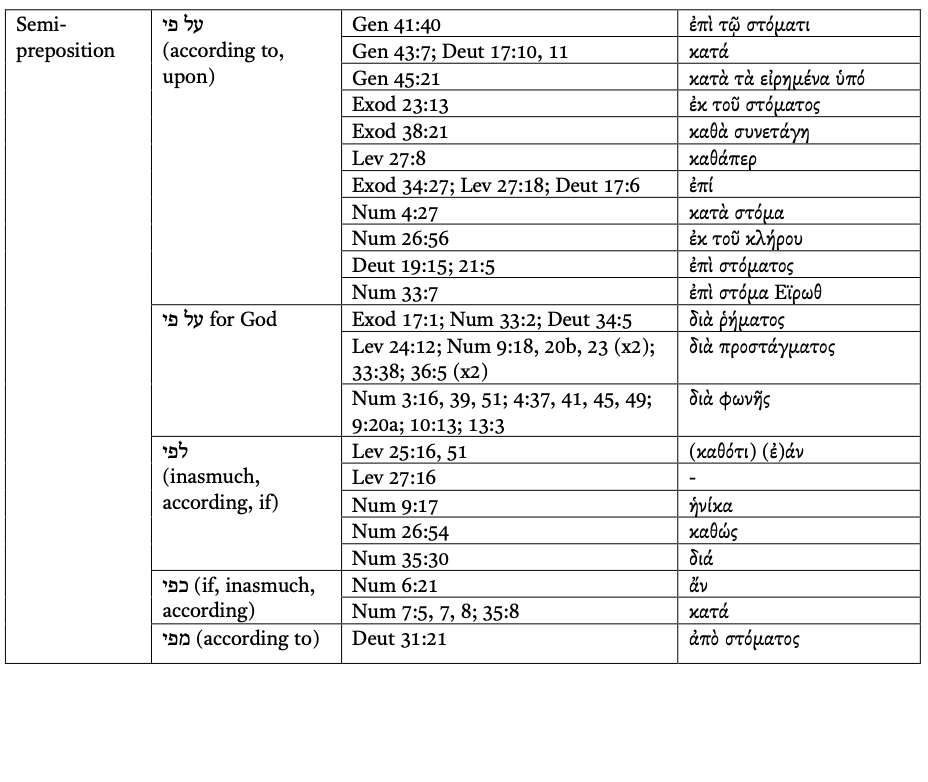 Semi-preposition על פי (according to, upon) Gen 41:40 ἐπὶ τῷ στόματι
Gen 43:7; Deut 17:10, 11 κατά
Gen 45:21 κατὰ τὰ εἰρημένα ὑπό
Exod 23:13 ἐκ τοῦ στόματος
Exod 38:21 καθὰ συνετάγη
Lev 27:8 καθάπερ
Exod 34:27; Lev 27:18; Deut 17:6 ἐπί
Num 4:27 κατὰ στόμα
Num 26:56 ἐκ τοῦ κλήρου
Deut 19:15; 21:5 ἐπὶ στόματος
Num 33:7 ἐπὶ στόμα Εϊρωθ
על פי for God Exod 17:1; Num 33:2; Deut 34:5 διὰ ῥήματος
Lev 24:12; Num 9:18, 20b, 23 (x2); 33:38; 36:5 (x2) διὰ προστάγματος
Num 3:16, 39, 51; 4:37, 41, 45, 49; 9:20a; 10:13; 13:3 διὰ φωνῆς
לפי (inasmuch, according, if) Lev 25:16, 51 (καθότι) (ἐ)άν
Lev 27:16 -
Num 9:17 ἡνίκα
Num 26:54 καθώς
Num 35:30 διά
כפי (if, inasmuch, according) Num 6:21 ἄν
Num 7:5, 7, 8; 35:8 κατά
מפי (according to) Deut 31:21 ἀπὸ στόματος